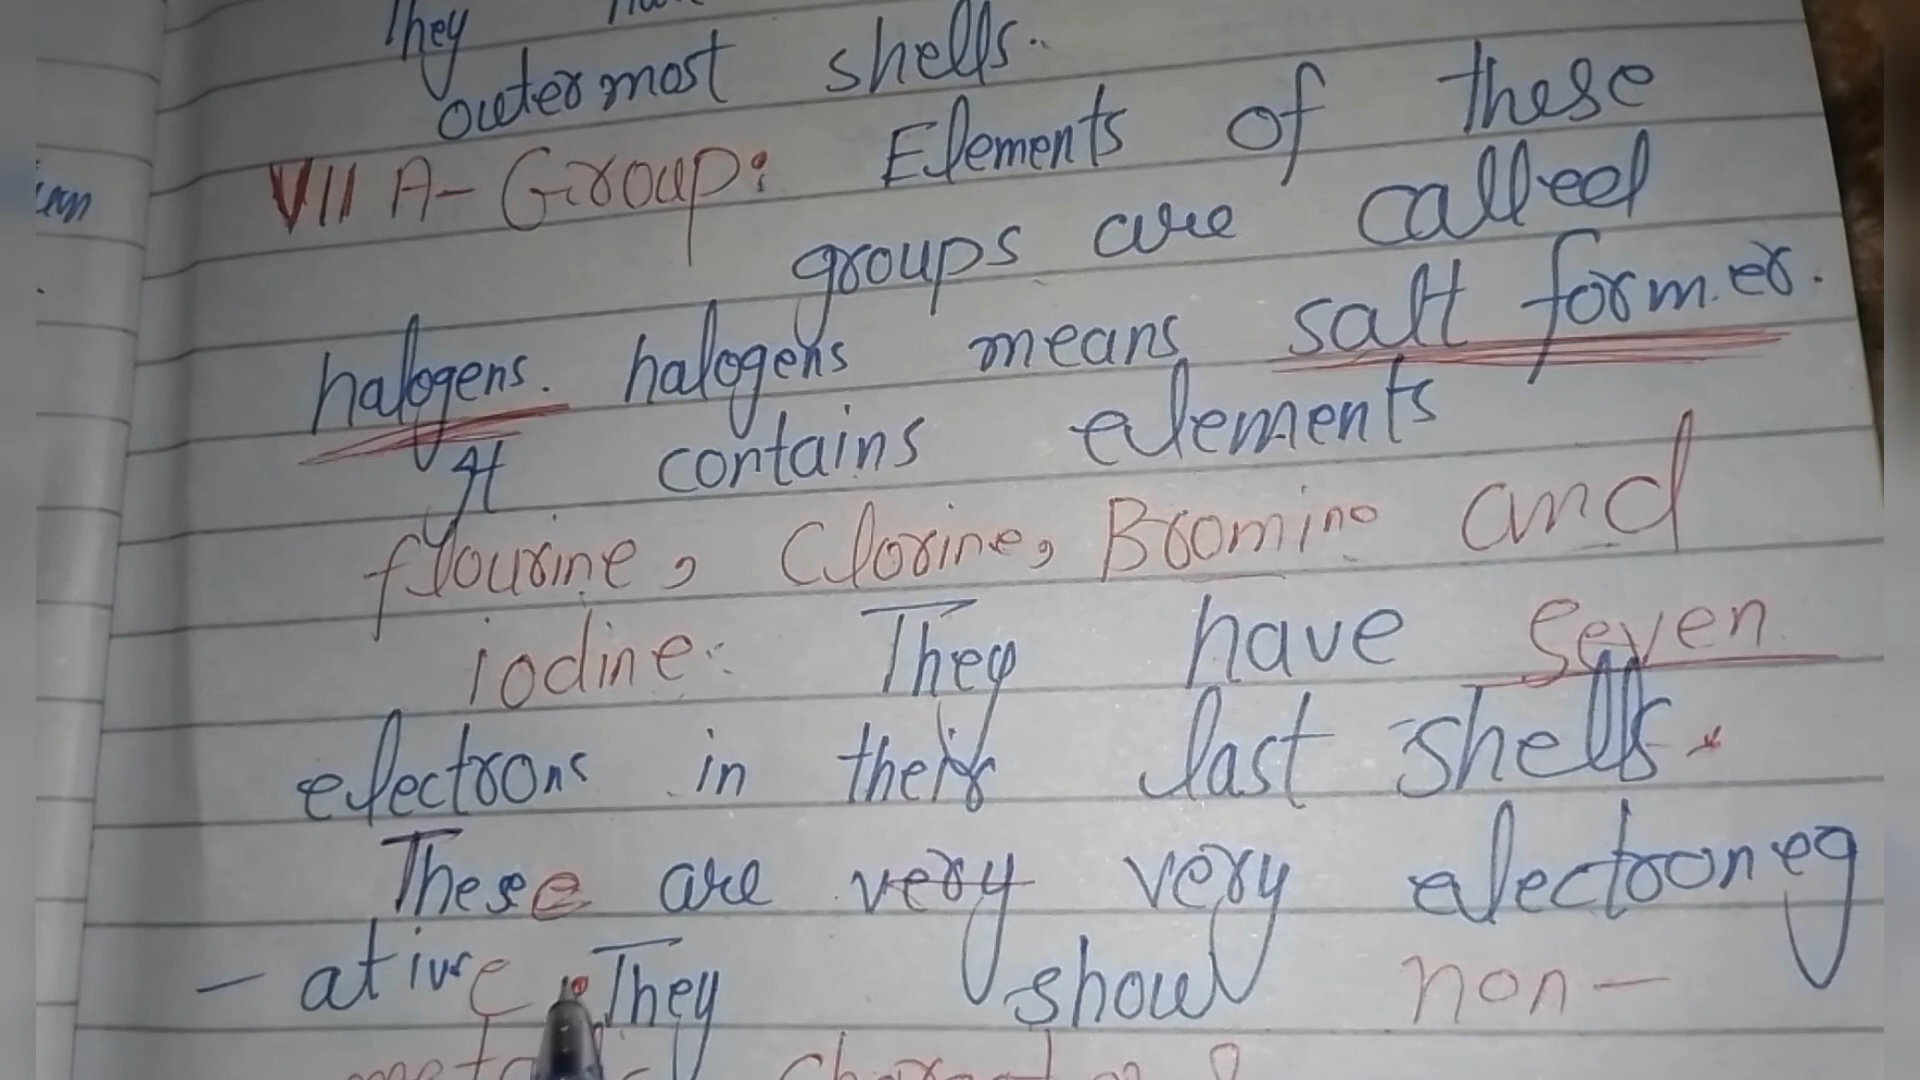 They
outermost shells.
VII A- Group: Elements of these
groups are called
halogens. halogens means salt former.
It contains elements
flourine, Clorine, Bromine and
iodine. They have seven
electrons in their last shells.
These are very very electroneg
- ative. They show non-